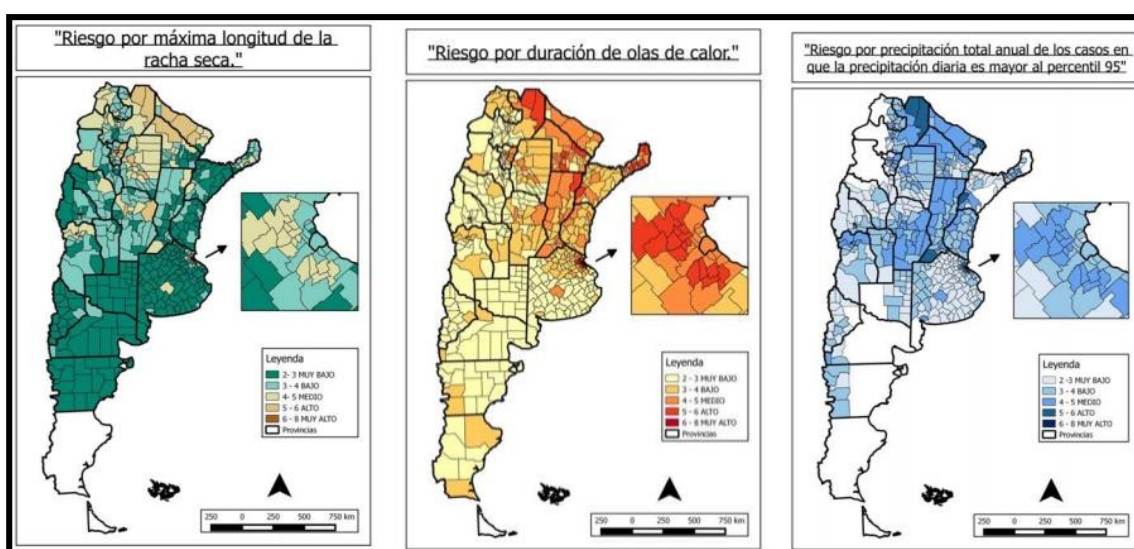 "Riesgo por máxima longitud de la
racha seca."
Leyenda
2- 3 MUY BAJO
3 - 4 BAJO
4- 5 MEDIO
5 - 6 ALTO
6 - 8 MUY ALTO
Provincias
250 0 250 500 750 km
"Riesgo por duración de olas de calor."
Leyenda
2 - 3 MUY BAJO
3 - 4 BAJO
4 - 5 MEDIO
5 - 6 ALTO
6 - 8 MUY ALTO
Provincias
250 0 250 500 750 km
"Riesgo por precipitación total anual de los casos en
que la precipitación diaria es mayor al percentil 95"
Leyenda
2 -3 MUY BAJO
3 - 4 BAJO
4 - 5 MEDIO
5 - 6 ALTO
6 - 8 MUY ALTO
Provincias
250 0 250 500 750 km